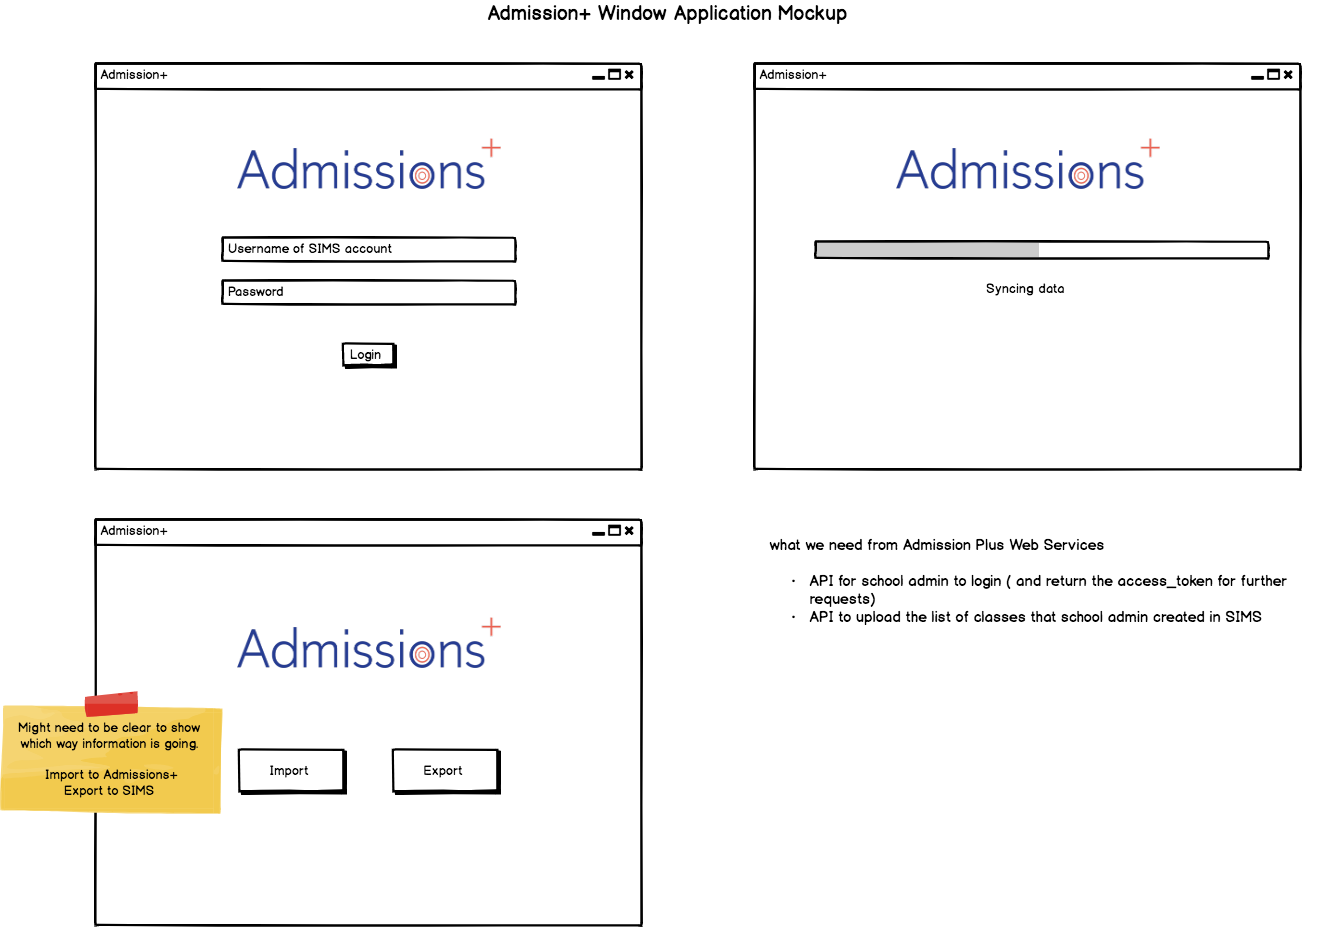 Admission+ Window Application Mockup
Admission+
Admissions+
Username of SIMS account
Password
Login
Admission+
Admissions+
Syncing data
Admission+
Admissions+
Might need to be clear to show
which way information is going.
Import to Admissions+
Export to SIMS
Import
Export
what we need from Admission Plus Web Services
· API for school admin to login ( and return the access_token for further
requests)
· API to upload the list of classes that school admin created in SIMS